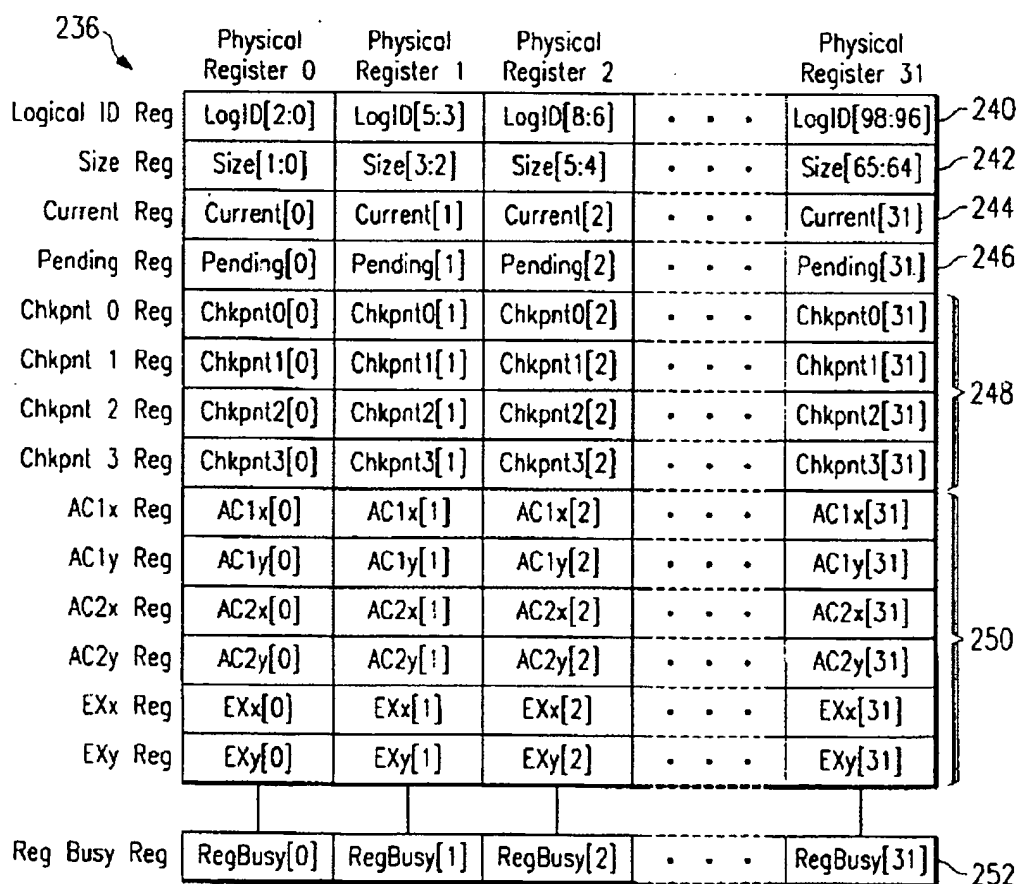 236
Physical Register 0 Physical Register 1 Physical Register 2 Physical Register 31
Logical ID Reg LogID[2:0] LogID[5:3] LogID[8:6] . . . LogID[98:96] 240
Size Reg Size[1:0] Size[3:2] Size[5:4] . . . Size[65:64] 242
Current Reg Current[0] Current[1] Current[2] . . . Current[31] 244
Pending Reg Pending[0] Pending[1] Pending[2] . . . Pending[31] 246
Chkpnt 0 Reg Chkpnt0[0] Chkpnt0[1] Chkpnt0[2] . . . Chkpnt0[31]
Chkpnt 1 Reg Chkpnt1[0] Chkpnt1[1] Chkpnt1[2] . . . Chkpnt1[31]
248
Chkpnt 2 Reg Chkpnt2[0] Chkpnt2[1] Chkpnt2[2] . . . Chkpnt2[31]
Chkpnt 3 Reg Chkpnt3[0] Chkpnt3[1] Chkpnt3[2] . . . Chkpnt3[31]
AC1x Reg AC1x[0] AC1x[1] AC1x[2] . . . AC1x[31]
AC1y Reg AC1y[0] AC1y[1] AC1y[2] . . . AC1y[31]
AC2x Reg AC2x[0] AC2x[1] AC2x[2] . . . AC2x[31]
250
AC2y Reg AC2y[0] AC2y[1] AC2y[2] . . . AC2y[31]
EXx Reg EXx[0] EXx[1] EXx[2] . . . EXx[31]
EXy Reg EXy[0] EXy[1] EXy[2] . . . EXy[31]
Reg Busy Reg RegBusy[0] RegBusy[1] RegBusy[2] . . . RegBusy[31] 252